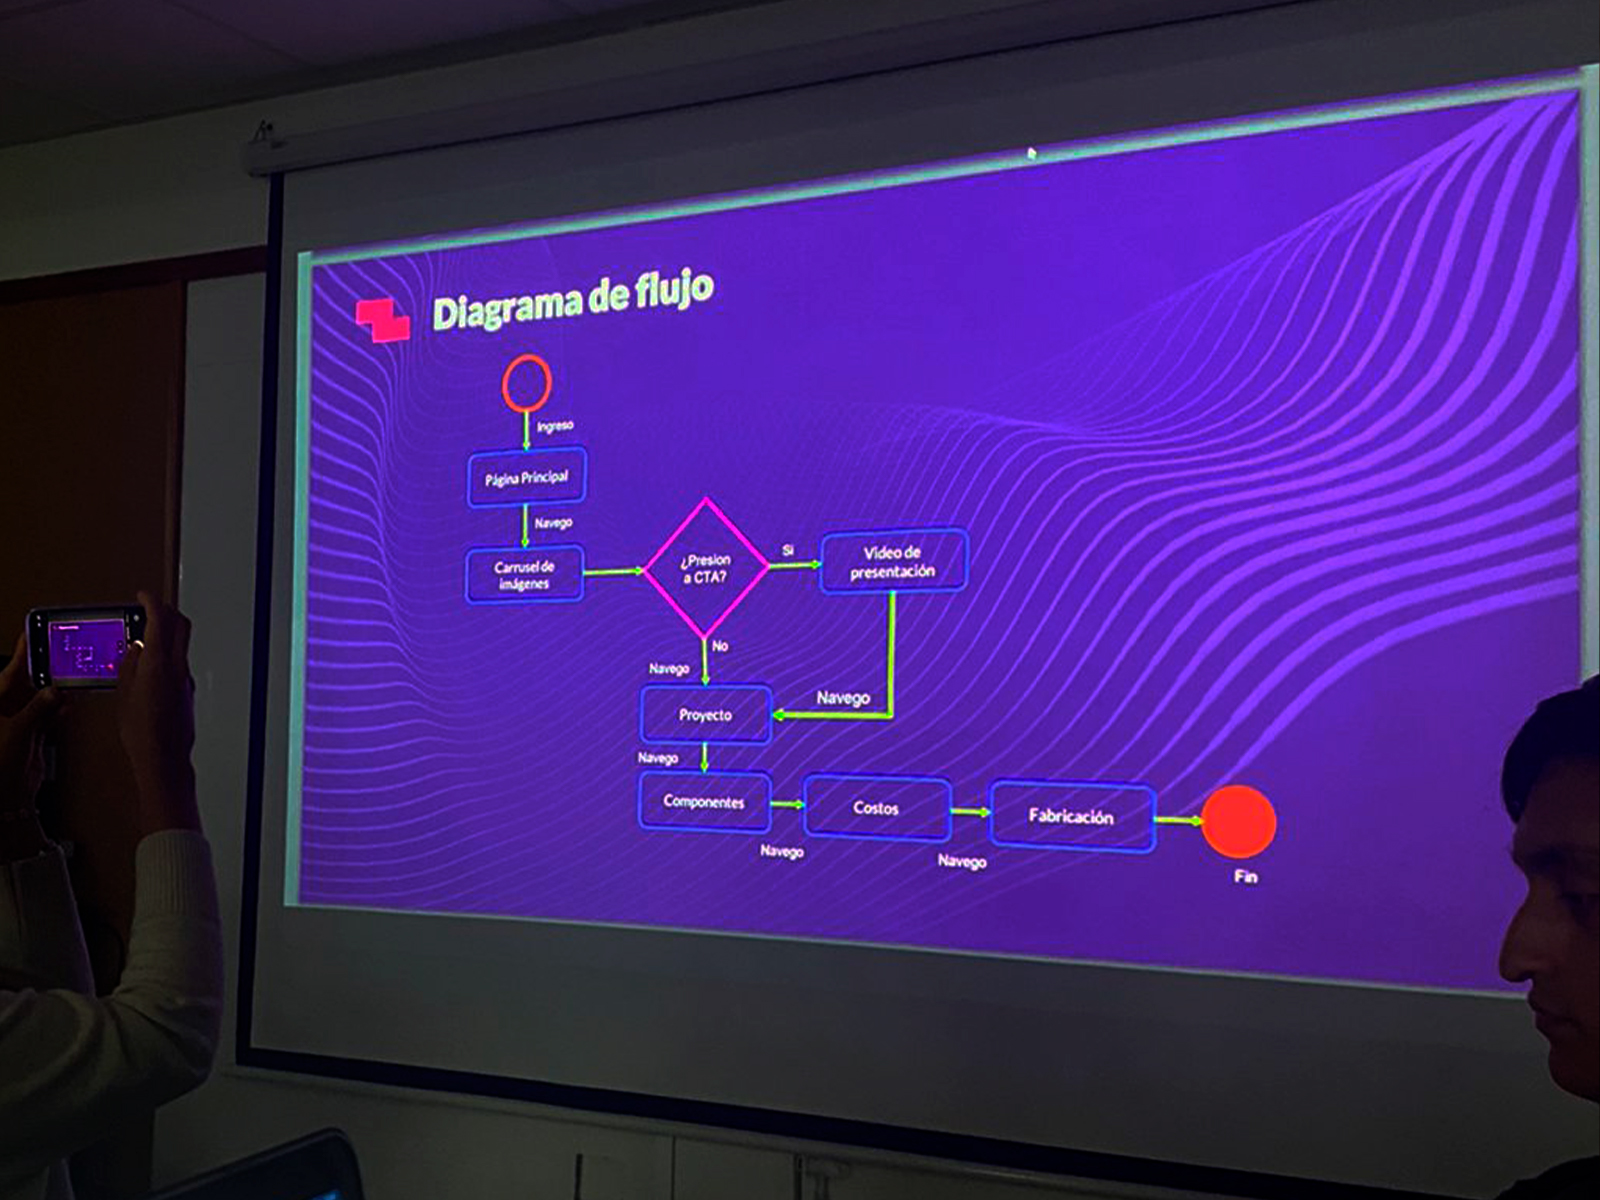 Diagrama de flujo
Ingreso
Página Principal
Navego
Carrusel de
imágenes
¿Presion
a CTA?
Si
Video de
presentación
No
Navego
Navego
Proyecto
Navego
Componentes
Costos
Fabricación
Navego
Navego
Fin